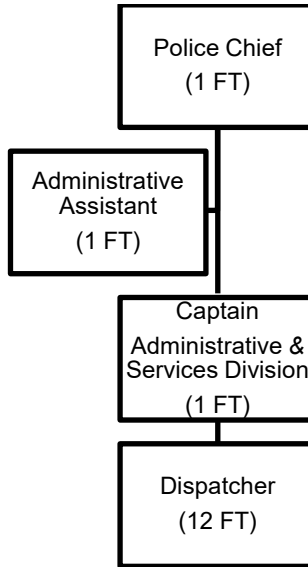 Police Chief
(1 FT)
Administrative
Assistant
(1 FT)
Captain
Administrative &
Services Division
(1 FT)
Dispatcher
(12 FT)